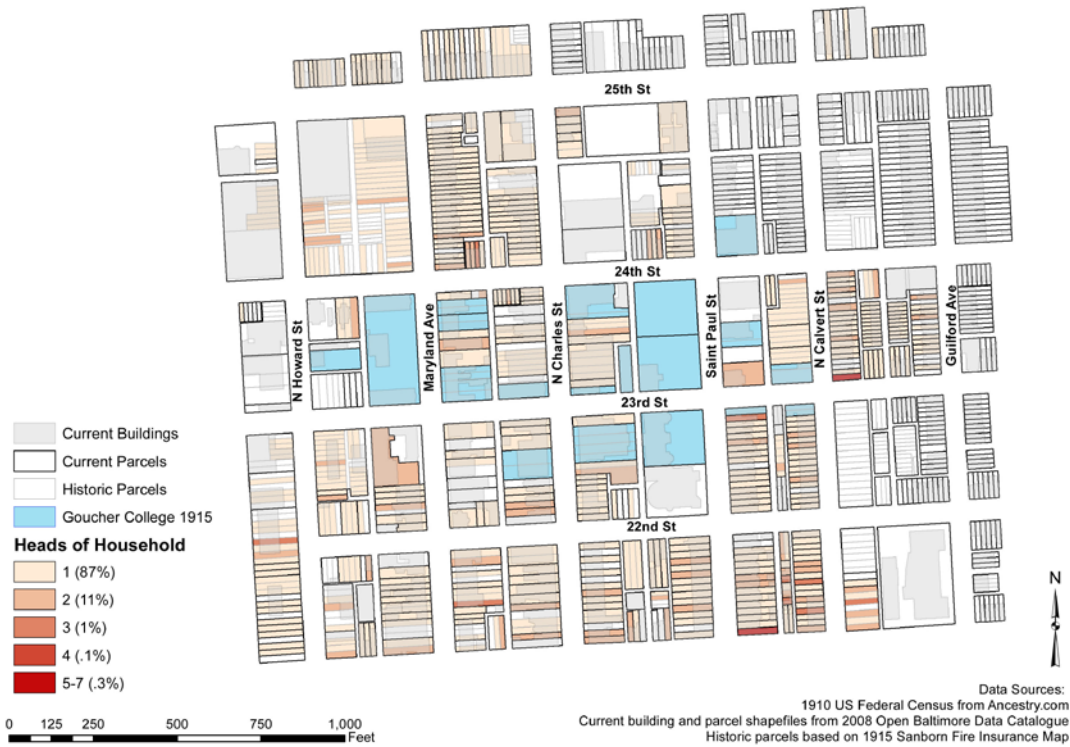 25th St
24th St
N Howard St
Maryland Ave
N Charles St
Saint Paul St
N Calvert St
Guilford Ave
23rd St
22nd St
Current Buildings
Current Parcels
Historic Parcels
Goucher College 1915
Heads of Household
1 (87%)
2 (11%)
3 (1%)
4 (.1%)
5-7 (.3%)
0 125 250 500 750 1,000
Feet
N
Data Sources:
1910 US Federal Census from Ancestry.com
Current building and parcel shapefiles from 2008 Open Baltimore Data Catalogue
Historic parcels based on 1915 Sanborn Fire Insurance Map